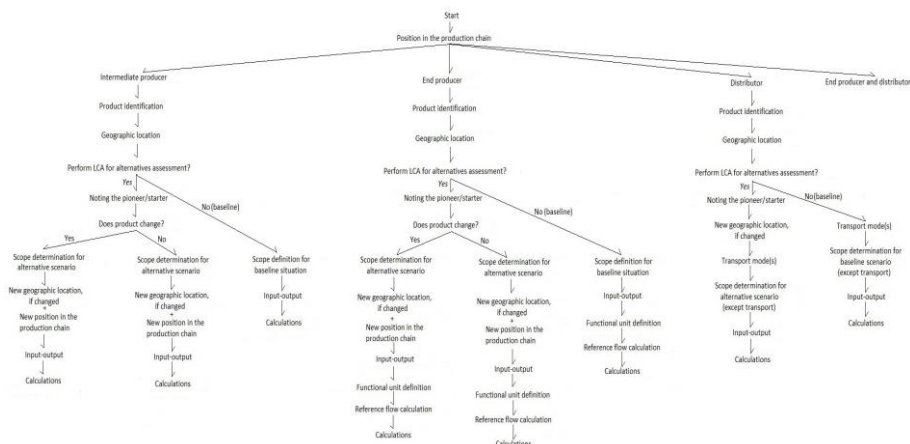 Start
Position in the production chain
Intermediate producer
End producer
Distributor
End producer and distributor
Product identification
Geographic location
Perform LCA for alternatives assessment?
Yes
No(baseline)
Noting the pioneer/starter
Does product change?
Yes
No
Scope determination for
alternative scenario
New geographic location,
if changed
+
New position in the
production chain
Input-output
Calculations
Scope determination for
alternative scenario
New geographic location,
if changed
+
New position in the
production chain
Input-output
Calculations
Scope definition for
baseline situation
Input-output
Calculations
Product identification
Geographic location
Perform LCA for alternatives assessment?
Yes
No(baseline)
Noting the pioneer/starter
Does product change?
Yes
No
Scope determination for
alternative scenario
New geographic location,
if changed
+
New position in the
production chain
Input-output
Functional unit definition
Reference flow calculation
Calculations
Scope determination for
alternative scenario
New geographic location,
if changed
+
New position in the
production chain
Input-output
Functional unit definition
Reference flow calculation
Calculations
Scope definition for
baseline situation
Input-output
Functional unit definition
Reference flow calculation
Calculations
Product identification
Geographic location
Perform LCA for alternatives assessment?
Yes
No(baseline)
Noting the pioneer/starter
New geographic location,
if changed
Transport mode(s)
Scope determination for
alternative scenario
(except transport)
Input-output
Calculations
Transport mode(s)
Scope determination for
baseline scenario
(except transport)
Input-output
Calculations